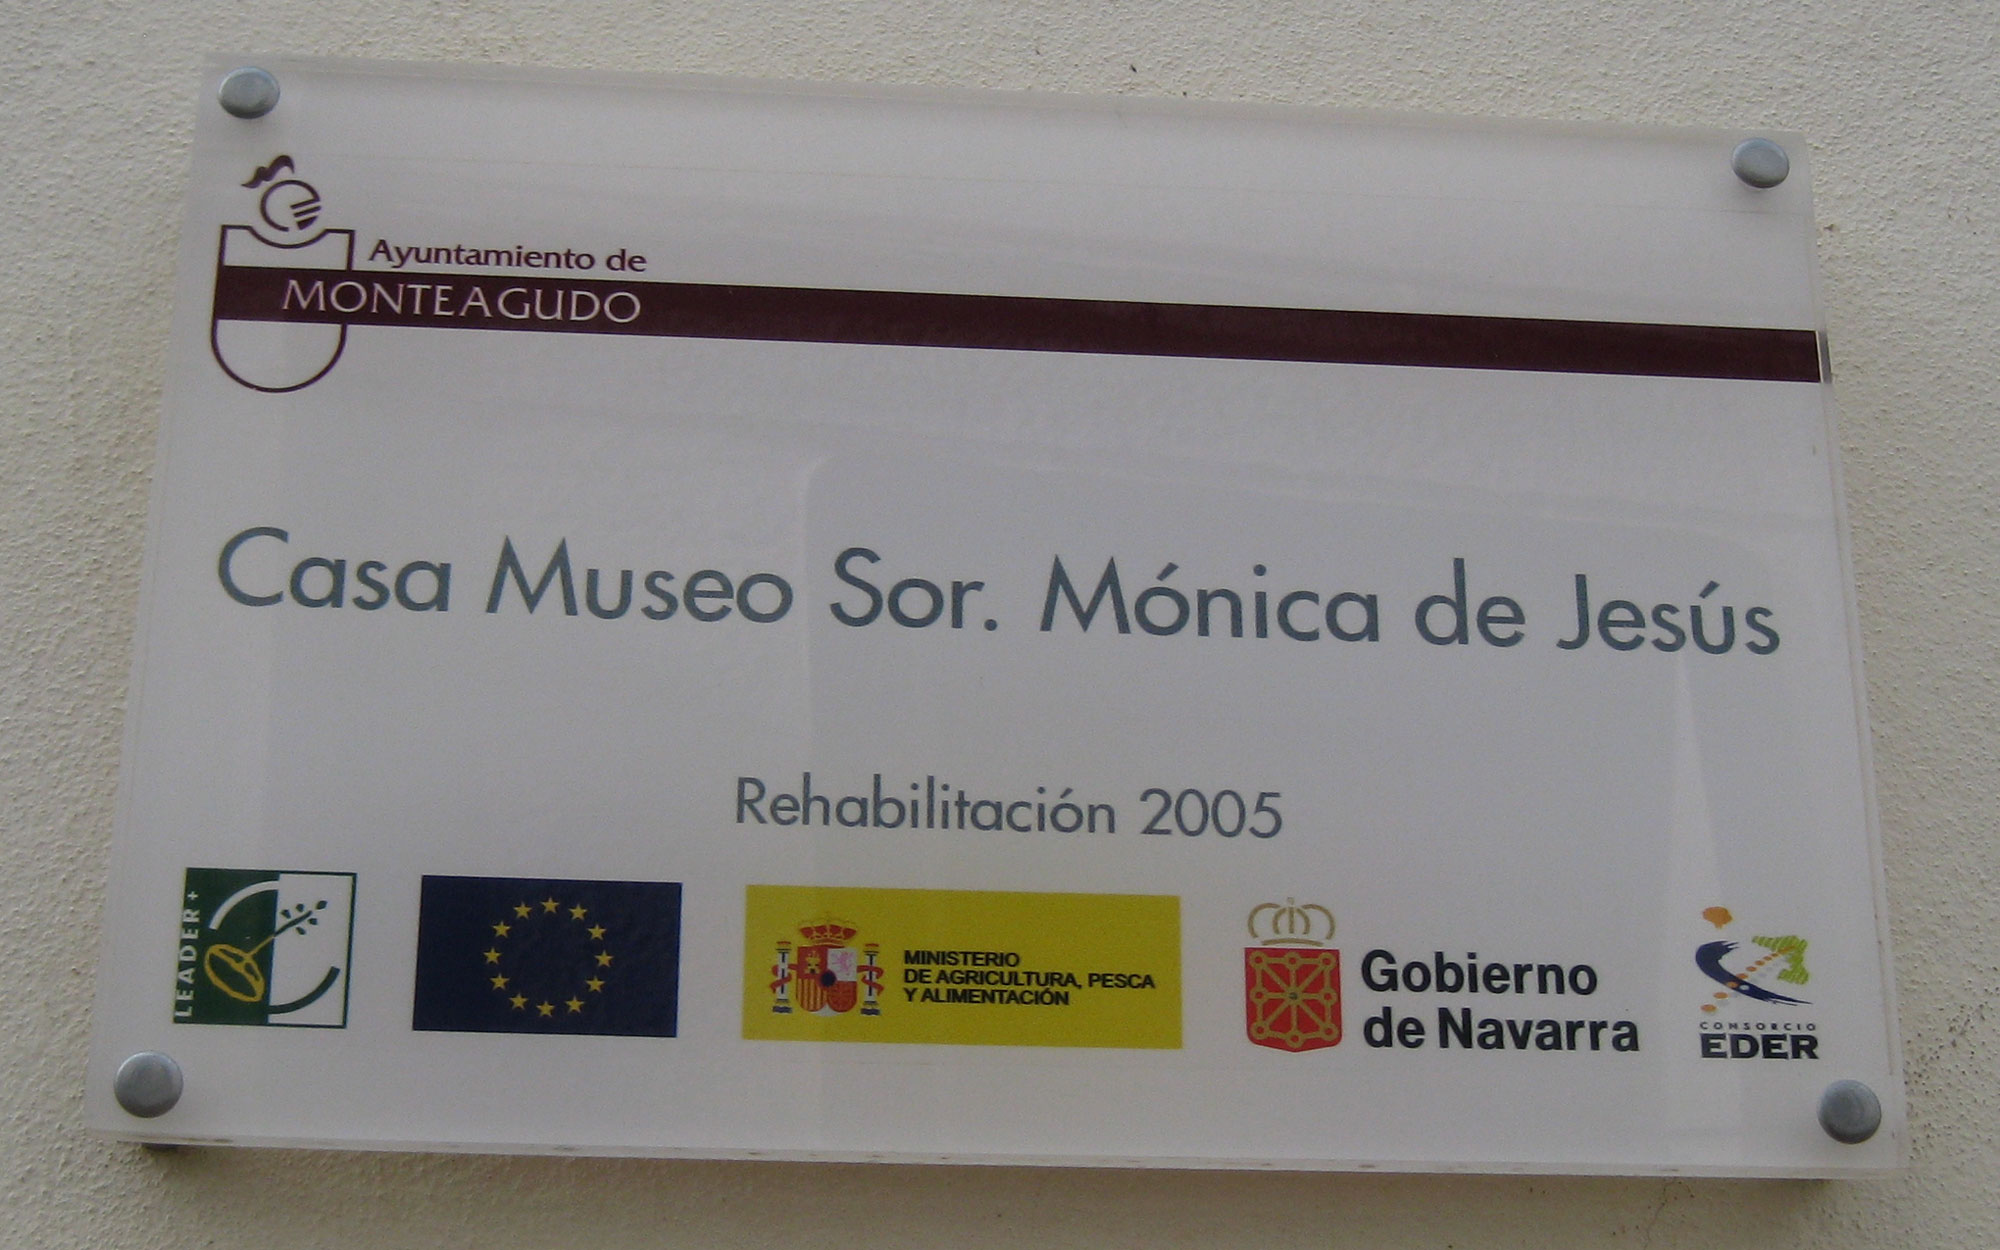 Ayuntamiento de
MONTEAGUDO
Casa Museo Sor. Mónica de Jesús
Rehabilitación 2005
LEADER+
MINISTERIO
DE AGRICULTURA, PESCA
Y ALIMENTACIÓN
Gobierno
de Navarra
CONSORCIO
EDER